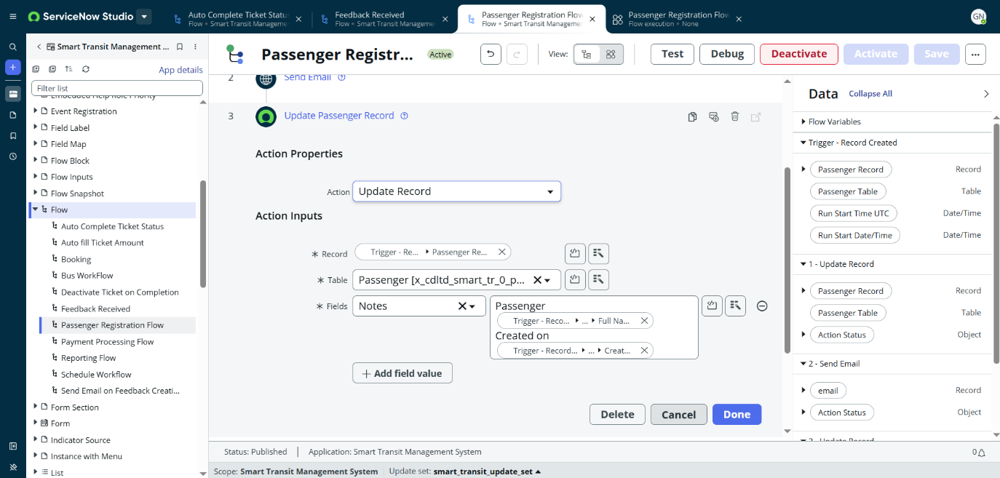 ServiceNow Studio
Auto Complete Ticket Statu
Flow • Smart Transit Manageme
Feedback Received
Flow • Smart Transit Manageme
Passenger Registration Flow
Flow • Smart Transit Manageme
Passenger Registration Flow
Flow execution • None
GN
Smart Transit Management ...
App details
Filter list
Embedded Help Role Priority
Event Registration
Field Label
Field Map
Flow Block
Flow Inputs
Flow Snapshot
Flow
Auto Complete Ticket Status
Auto fill Ticket Amount
Booking
Bus WorkFlow
Deactivate Ticket on Completion
Feedback Received
Passenger Registration Flow
Payment Processing Flow
Reporting Flow
Schedule Workflow
Send Email on Feedback Creati...
Form Section
Form
Indicator Source
Instance with Menu
List
Passenger Registr...
Active
View:
Test
Debug
Deactivate
Activate
Save
2
Send Email
3
Update Passenger Record
Action Properties
Action
Update Record
Action Inputs
* Record
Trigger - Re...
Passenger Re...
* Table
Passenger [x_cdltd_smart_tr_0_p...
* Fields
Notes
Passenger
Trigger - Reco... ... Full Na...
Created on
Trigger - Record... ... Creat...
+ Add field value
Delete
Cancel
Done
Data
Collapse All
Flow Variables
Trigger - Record Created
Passenger Record
Record
Passenger Table
Table
Run Start Time UTC
Date/Time
Run Start Date/Time
Date/Time
1 - Update Record
Passenger Record
Record
Passenger Table
Table
Action Status
Object
2 - Send Email
email
Record
Action Status
Object
3 - Update Record
Status: Published | Application: Smart Transit Management System
0
Scope: Smart Transit Management System
Update set: smart_transit_update_set